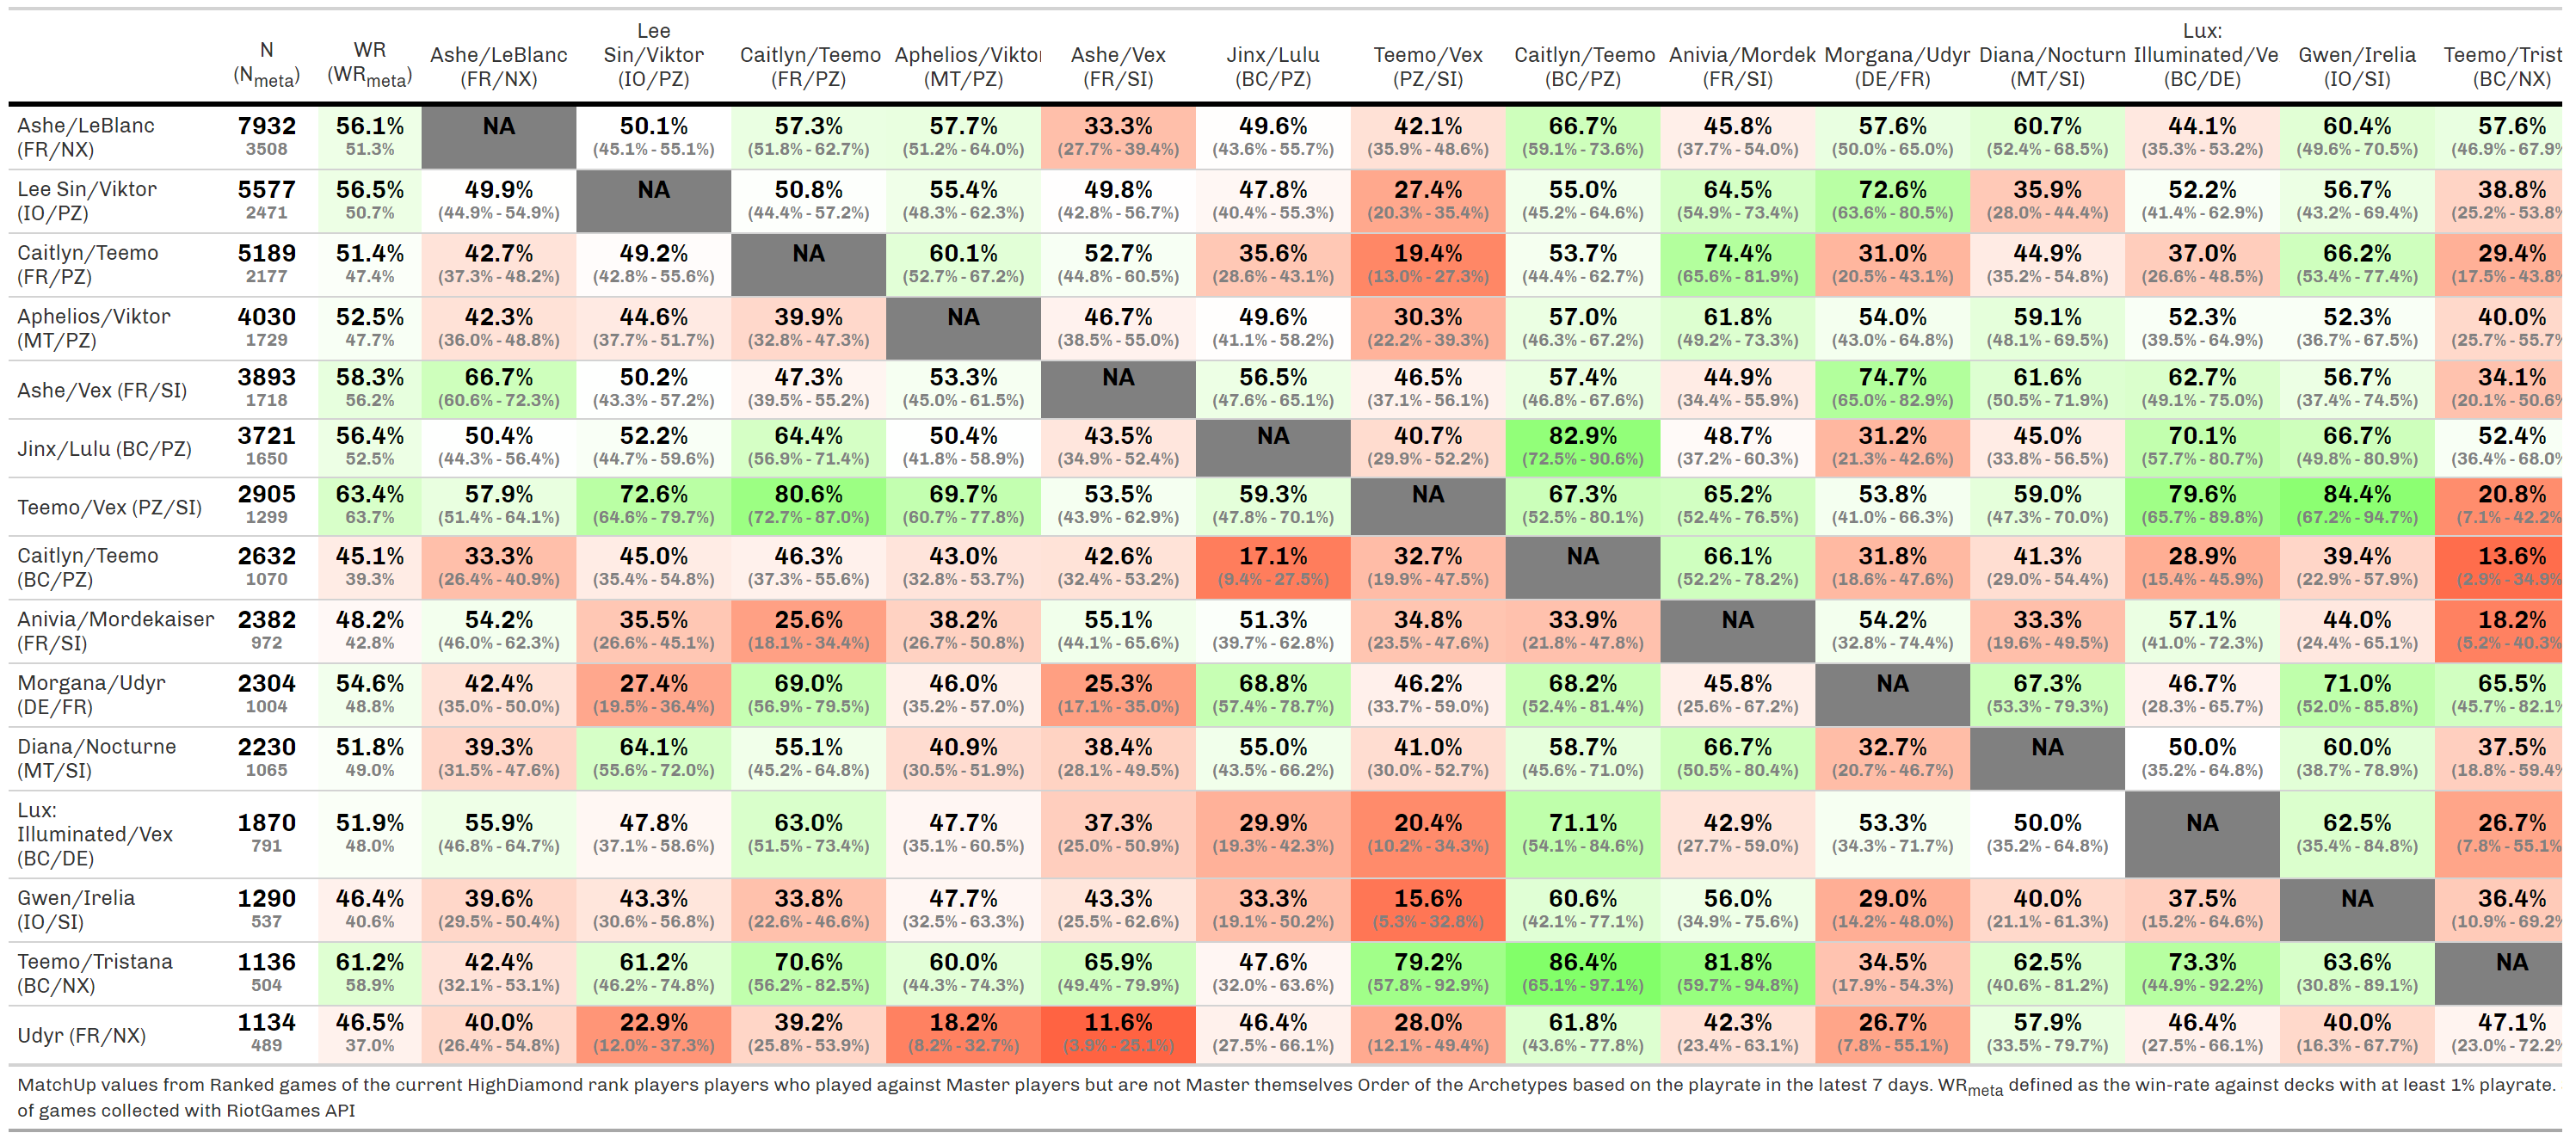 Lee
Lux:
N WR Ashe/LeBlanc Sin/Viktor Caitlyn/Teemo Aphelios/Viktor Ashe/Vex Jinx/Lulu Teemo/Vex Caitlyn/Teemo Anivia/Mordek Morgana/Udyr Diana/Nocturn Illuminated/Ve Gwen/Irelia Teemo/Trist
(Nmeta) (WRmeta) (FR/NX) (IO/PZ) (FR/PZ) (MT/PZ) (FR/SI) (BC/PZ) (PZ/SI) (BC/PZ) (FR/SI) (DE/FR) (MT/SI) (BC/DE) (IO/SI) (BC/NX)
Ashe/LeBlanc 7932 56.1% NA 50.1% 57.3% 57.7% 33.3% 49.6% 42.1% 66.7% 45.8% 57.6% 60.7% 44.1% 60.4% 57.6%
(FR/NX) 3508 51.3% (45.1% - 55.1%) (51.8% - 62.7%) (51.2% - 64.0%) (27.7% - 39.4%) (43.6% - 55.7%) (35.9% - 48.6%) (59.1% - 73.6%) (37.7% - 54.0%) (50.0% - 65.0%) (52.4% - 68.5%) (35.3% - 53.2%) (49.6% - 70.5%) (46.9% - 67.9%
Lee Sin/Viktor 5577 56.5% 49.9% NA 50.8% 55.4% 49.8% 47.8% 27.4% 55.0% 64.5% 72.6% 35.9% 52.2% 56.7% 38.8%
(IO/PZ) 2471 50.7% (44.9% - 54.9%) (44.4% - 57.2%) (48.3% - 62.3%) (42.8% - 56.7%) (40.4% - 55.3%) (20.3% - 35.4%) (45.2% - 64.6%) (54.9% - 73.4%) (63.6% - 80.5%) (28.0% - 44.4%) (41.4% - 62.9%) (43.2% - 69.4%) (25.2% - 53.8%
Caitlyn/Teemo 5189 51.4% 42.7% 49.2% NA 60.1% 52.7% 35.6% 19.4% 53.7% 74.4% 31.0% 44.9% 37.0% 66.2% 29.4%
(FR/PZ) 2177 47.4% (37.3% - 48.2%) (42.8% - 55.6%) (52.7% - 67.2%) (44.8% - 60.5%) (28.6% - 43.1%) (13.0% - 27.3%) (44.4% - 62.7%) (65.6% - 81.9%) (20.5% - 43.1%) (35.2% - 54.8%) (26.6% - 48.5%) (53.4% - 77.4%) (17.5% - 43.8%
Aphelios/Viktor 4030 52.5% 42.3% 44.6% 39.9% NA 46.7% 49.6% 30.3% 57.0% 61.8% 54.0% 59.1% 52.3% 52.3% 40.0%
(MT/PZ) 1729 47.7% (36.0% - 48.8%) (37.7% - 51.7%) (32.8% - 47.3%) (38.5% - 55.0%) (41.1% - 58.2%) (22.2% - 39.3%) (46.3% - 67.2%) (49.2% - 73.3%) (43.0% - 64.8%) (48.1% - 69.5%) (39.5% - 64.9%) (36.7% - 67.5%) (25.7% - 55.7%
Ashe/Vex (FR/SI) 3893 58.3% 66.7% 50.2% 47.3% 53.3% NA 56.5% 46.5% 57.4% 44.9% 74.7% 61.6% 62.7% 56.7% 34.1%
1718 56.2% (60.6% - 72.3%) (43.3% - 57.2%) (39.5% - 55.2%) (45.0% - 61.5%) (47.6% - 65.1%) (37.1% - 56.1%) (46.8% - 67.6%) (34.4% - 55.9%) (65.0% - 82.9%) (50.5% - 71.9%) (49.1% - 75.0%) (37.4% - 74.5%) (20.1% - 50.6%
Jinx/Lulu (BC/PZ) 3721 56.4% 50.4% 52.2% 64.4% 50.4% 43.5% NA 40.7% 82.9% 48.7% 31.2% 45.0% 70.1% 66.7% 52.4%
1650 52.5% (44.3% - 56.4%) (44.7% - 59.6%) (56.9% - 71.4%) (41.8% - 58.9%) (34.9% - 52.4%) (29.9% - 52.2%) (72.5% - 90.6%) (37.2% - 60.3%) (21.3% - 42.6%) (33.8% - 56.5%) (57.7% - 80.7%) (49.8% - 80.9%) (36.4% - 68.0%
Teemo/Vex (PZ/SI) 2905 63.4% 57.9% 72.6% 80.6% 69.7% 53.5% 59.3% NA 67.3% 65.2% 53.8% 59.0% 79.6% 84.4% 20.8%
1299 63.7% (51.4% - 64.1%) (64.6% - 79.7%) (72.7% - 87.0%) (60.7% - 77.8%) (43.9% - 62.9%) (47.8% - 70.1%) (52.5% - 80.1%) (52.4% - 76.5%) (41.0% - 66.3%) (47.3% - 70.0%) (65.7% - 89.8%) (67.2% - 94.7%) (7.1% - 42.2%
Caitlyn/Teemo 2632 45.1% 33.3% 45.0% 46.3% 43.0% 42.6% 17.1% 32.7% NA 66.1% 31.8% 41.3% 28.9% 39.4% 13.6%
(BC/PZ) 1070 39.3% (26.4% - 40.9%) (35.4% - 54.8%) (37.3% - 55.6%) (32.8% - 53.7%) (32.4% - 53.2%) (9.4% - 27.5%) (19.9% - 47.5%) (52.2% - 78.2%) (18.6% - 47.6%) (29.0% - 54.4%) (15.4% - 45.9%) (22.9% - 57.9%) (2.9% - 34.9%
Anivia/Mordekaiser 2382 48.2% 54.2% 35.5% 25.6% 38.2% 55.1% 51.3% 34.8% 33.9% NA 54.2% 33.3% 57.1% 44.0% 18.2%
(FR/SI) 972 42.8% (46.0% - 62.3%) (26.6% - 45.1%) (18.1% - 34.4%) (26.7% - 50.8%) (44.1% - 65.6%) (39.7% - 62.8%) (23.5% - 47.6%) (21.8% - 47.8%) (32.8% - 74.4%) (19.6% - 49.5%) (41.0% - 72.3%) (24.4% - 65.1%) (5.2% - 40.3%
Morgana/Udyr 2304 54.6% 42.4% 27.4% 69.0% 46.0% 25.3% 68.8% 46.2% 68.2% 45.8% NA 67.3% 46.7% 71.0% 65.5%
(DE/FR) 1004 48.8% (35.0% - 50.0%) (19.5% - 36.4%) (56.9% - 79.5%) (35.2% - 57.0%) (17.1% - 35.0%) (57.4% - 78.7%) (33.7% - 59.0%) (52.4% - 81.4%) (25.6% - 67.2%) (53.3% - 79.3%) (28.3% - 65.7%) (52.0% - 85.8%) (45.7% - 82.1%
Diana/Nocturne 2230 51.8% 39.3% 64.1% 55.1% 40.9% 38.4% 55.0% 41.0% 58.7% 66.7% 32.7% NA 50.0% 60.0% 37.5%
(MT/SI) 1065 49.0% (31.5% - 47.6%) (55.6% - 72.0%) (45.2% - 64.8%) (30.5% - 51.9%) (28.1% - 49.5%) (43.5% - 66.2%) (30.0% - 52.7%) (45.6% - 71.0%) (50.5% - 80.4%) (20.7% - 46.7%) (35.2% - 64.8%) (38.7% - 78.9%) (18.8% - 59.4%
Lux:
Illuminated/Vex 1870 51.9% 55.9% 47.8% 63.0% 47.7% 37.3% 29.9% 20.4% 71.1% 42.9% 53.3% 50.0% NA 62.5% 26.7%
(BC/DE) 791 48.0% (46.8% - 64.7%) (37.1% - 58.6%) (51.5% - 73.4%) (35.1% - 60.5%) (25.0% - 50.9%) (19.3% - 42.3%) (10.2% - 34.3%) (54.1% - 84.6%) (27.7% - 59.0%) (34.3% - 71.7%) (35.2% - 64.8%) (35.4% - 84.8%) (7.8% - 55.1%
Gwen/Irelia 1290 46.4% 39.6% 43.3% 33.8% 47.7% 43.3% 33.3% 15.6% 60.6% 56.0% 29.0% 40.0% 37.5% NA 36.4%
(IO/SI) 537 40.6% (29.5% - 50.4%) (30.6% - 56.8%) (22.6% - 46.6%) (32.5% - 63.3%) (25.5% - 62.6%) (19.1% - 50.2%) (5.3% - 32.8%) (42.1% - 77.1%) (34.9% - 75.6%) (14.2% - 48.0%) (21.1% - 61.3%) (15.2% - 64.6%) (10.9% - 69.2%
Teemo/Tristana 1136 61.2% 42.4% 61.2% 70.6% 60.0% 65.9% 47.6% 79.2% 86.4% 81.8% 34.5% 62.5% 73.3% 63.6% NA
(BC/NX) 504 58.9% (32.1% - 53.1%) (46.2% - 74.8%) (56.2% - 82.5%) (44.3% - 74.3%) (49.4% - 79.9%) (32.0% - 63.6%) (57.8% - 92.9%) (65.1% - 97.1%) (59.7% - 94.8%) (17.9% - 54.3%) (40.6% - 81.2%) (44.9% - 92.2%) (30.8% - 89.1%)
Udyr (FR/NX) 1134 46.5% 40.0% 22.9% 39.2% 18.2% 11.6% 46.4% 28.0% 61.8% 42.3% 26.7% 57.9% 46.4% 40.0% 47.1%
489 37.0% (26.4% - 54.8%) (12.0% - 37.3%) (25.8% - 53.9%) (8.2% - 32.7%) (3.9% - 25.1%) (27.5% - 66.1%) (12.1% - 49.4%) (43.6% - 77.8%) (23.4% - 63.1%) (7.8% - 55.1%) (33.5% - 79.7%) (27.5% - 66.1%) (16.3% - 67.7%) (23.0% - 72.2%
MatchUp values from Ranked games of the current HighDiamond rank players players who played against Master players but are not Master themselves Order of the Archetypes based on the playrate in the latest 7 days. WRmeta defined as the win-rate against decks with at least 1% playrate.
of games collected with RiotGames API